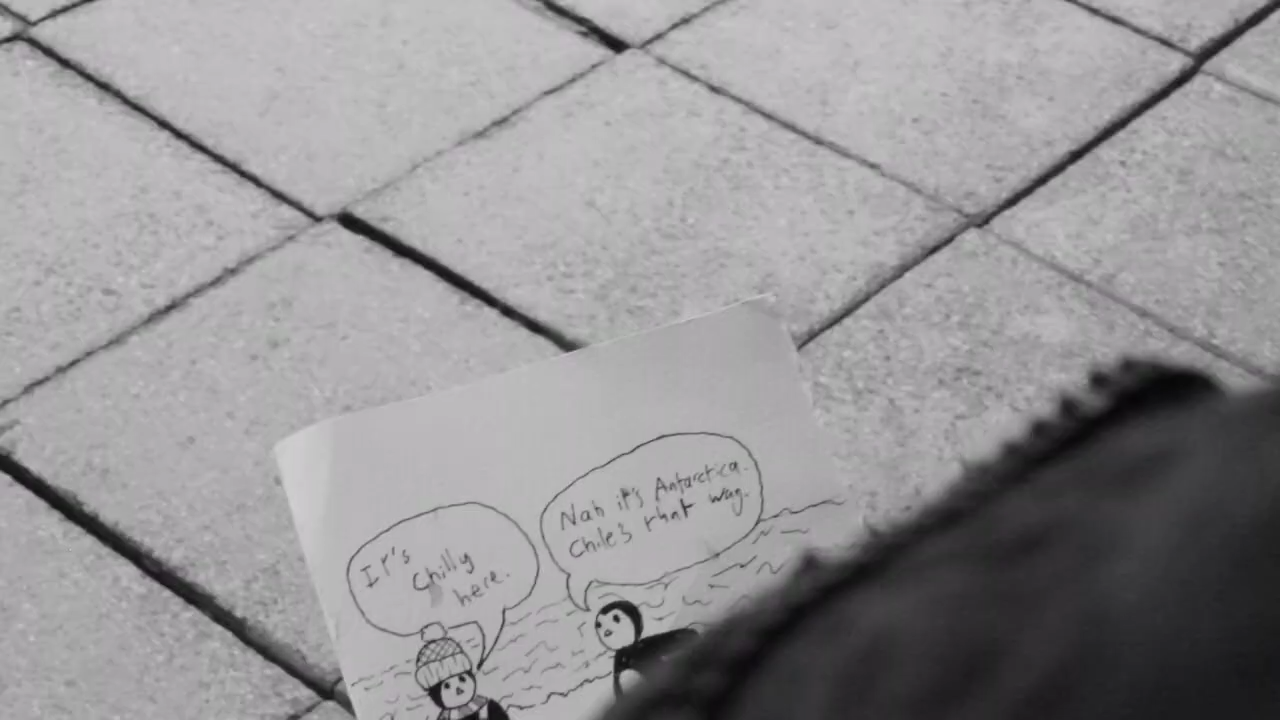 It's
Chilly
here.
Nah it's Antarctica.
Chile's that way.